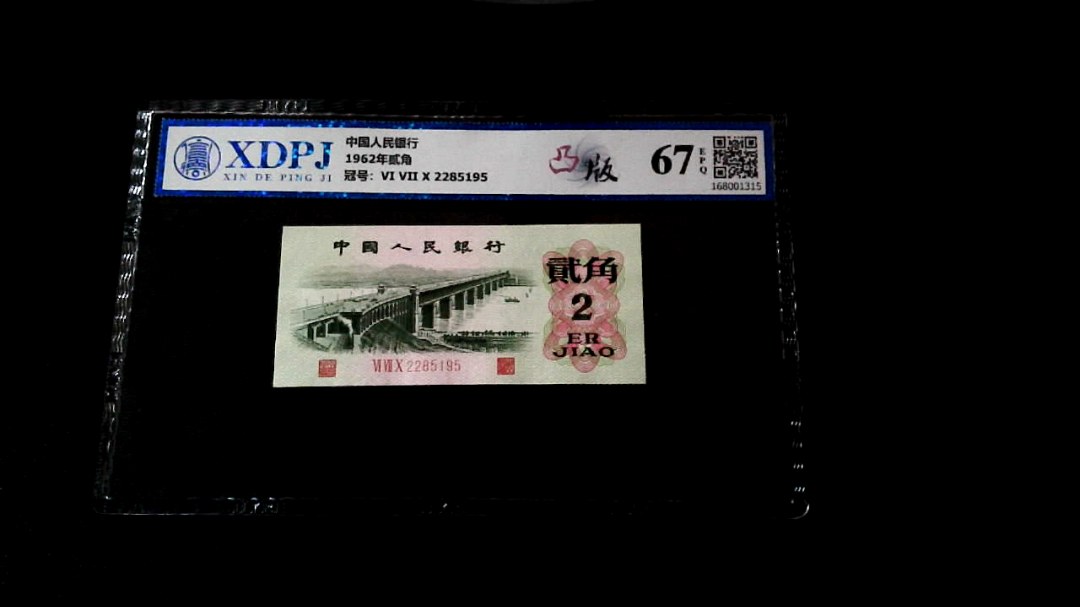 XDPJ
XIN DE PING JI
中国人民银行
1962年贰角
冠号: VI VII X 2285195
凸版
67
EPQ
168001315
中國人民銀行
貳角
2
ER
JIAO
VI VII X 2285195